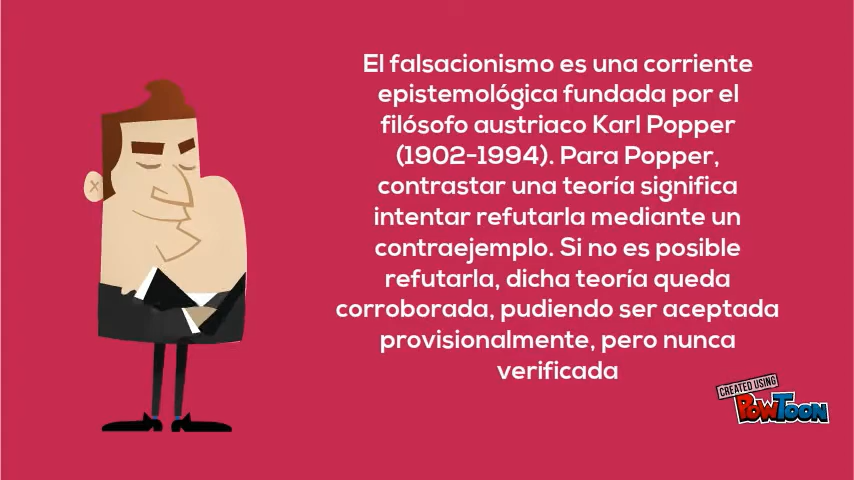 El falsacionismo es una corriente
epistemológica fundada por el
filósofo austriaco Karl Popper
(1902-1994). Para Popper,
contrastar una teoría significa
intentar refutarla mediante un
contraejemplo. Si no es posible
refutarla, dicha teoría queda
corroborada, pudiendo ser aceptada
provisionalmente, pero nunca
verificada
CREATED USING
POWTOON